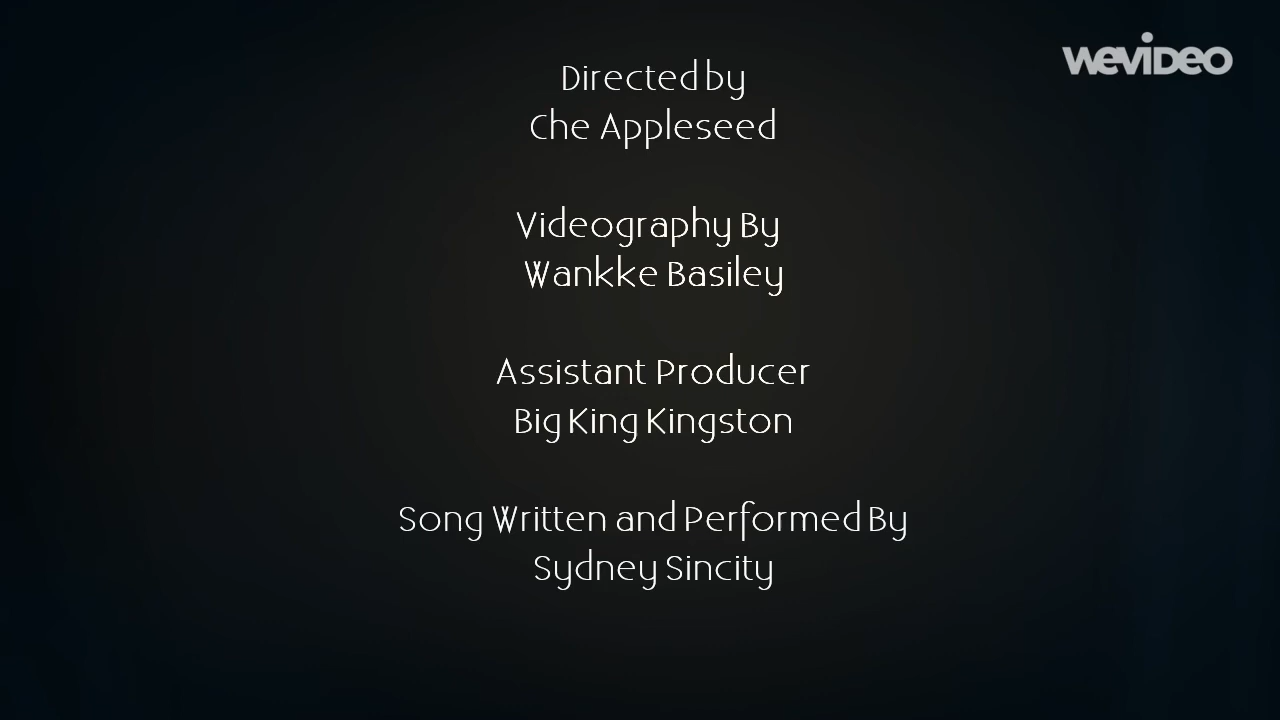 wevideo
Directed by
Che Appleseed
Videography By
Wankke Basiley
Assistant Producer
Big King Kingston
Song Written and Performed By
Sydney Sincity